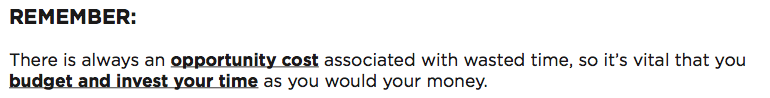 REMEMBER:
There is always an opportunity cost associated with wasted time, so it’s vital that you
budget and invest your time as you would your money.